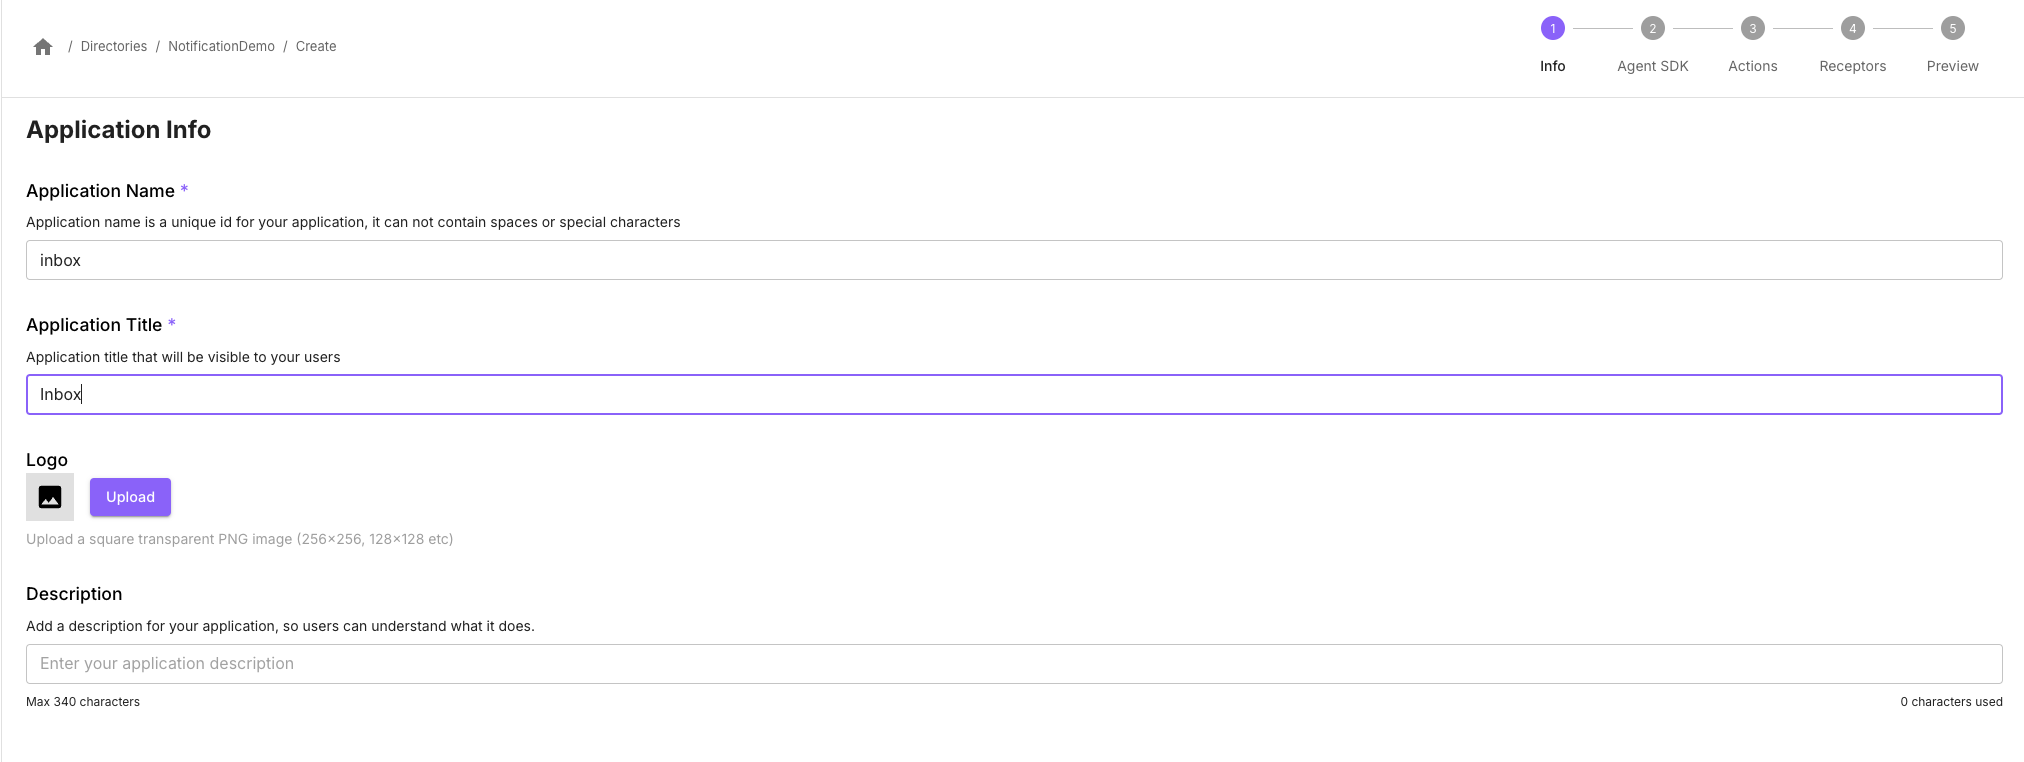 / Directories / NotificationDemo / Create
1 2 3 4 5
Info Agent SDK Actions Receptors Preview
Application Info
Application Name *
Application name is a unique id for your application, it can not contain spaces or special characters
inbox
Application Title *
Application title that will be visible to your users
Inbox
Logo
Upload
Upload a square transparent PNG image (256×256, 128×128 etc)
Description
Add a description for your application, so users can understand what it does.
Enter your application description
Max 340 characters 0 characters used